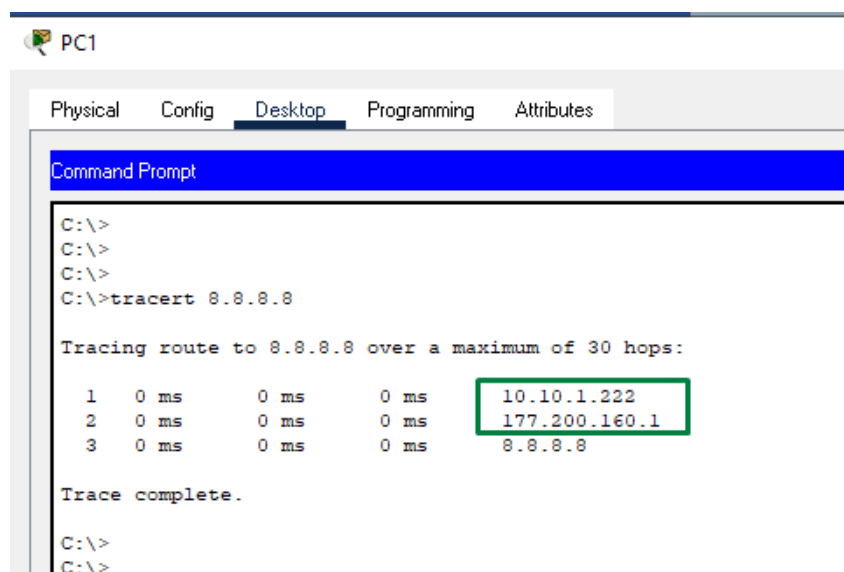 PC1
Physical Config Desktop Programming Attributes
Command Prompt
C:\>
C:\>
C:\>
C:\>tracert 8.8.8.8
Tracing route to 8.8.8.8 over a maximum of 30 hops:
1 0 ms 0 ms 0 ms 10.10.1.222
2 0 ms 0 ms 0 ms 177.200.160.1
3 0 ms 0 ms 0 ms 8.8.8.8
Trace complete.
C:\>
C:\>